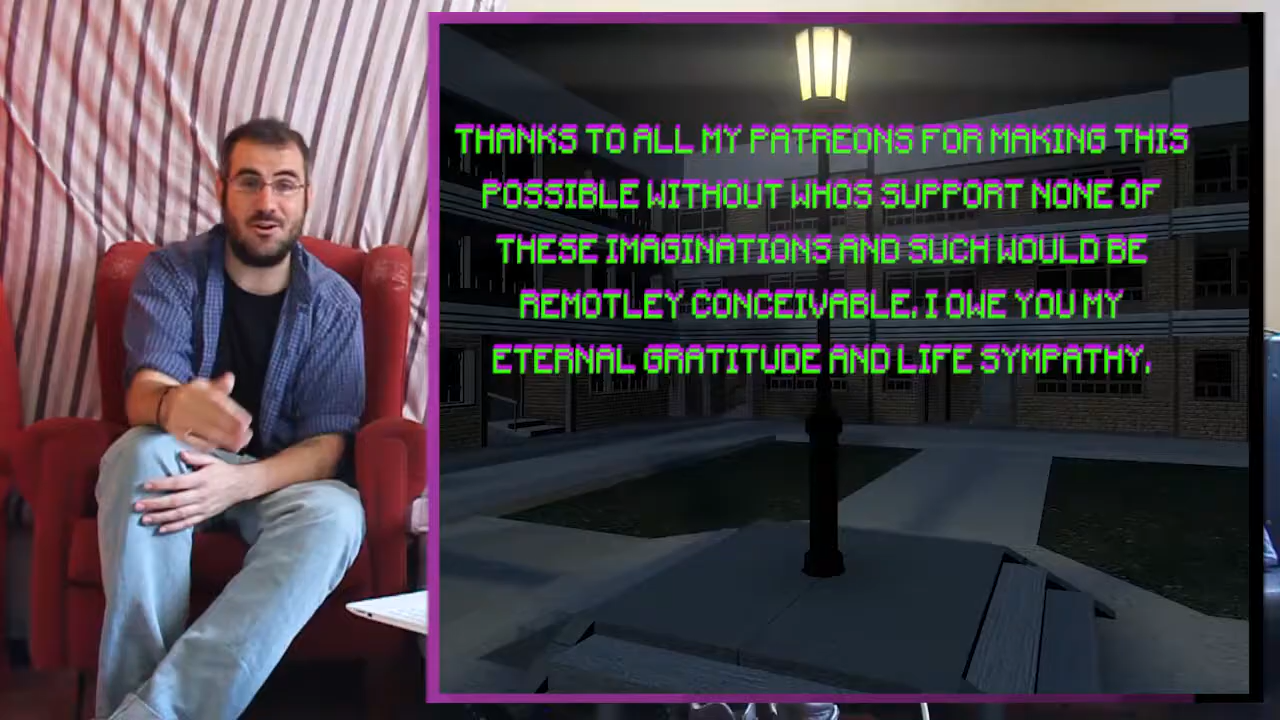 THANKS TO ALL MY PATREONS FOR MAKING THIS
POSSIBLE WITHOUT WHOS SUPPORT NONE OF
THESE IMAGINATIONS AND SUCH WOULD BE
REMOTLEY CONCEIVABLE. I OWE YOU MY
ETERNAL GRATITUDE AND LIFE SYMPATHY.